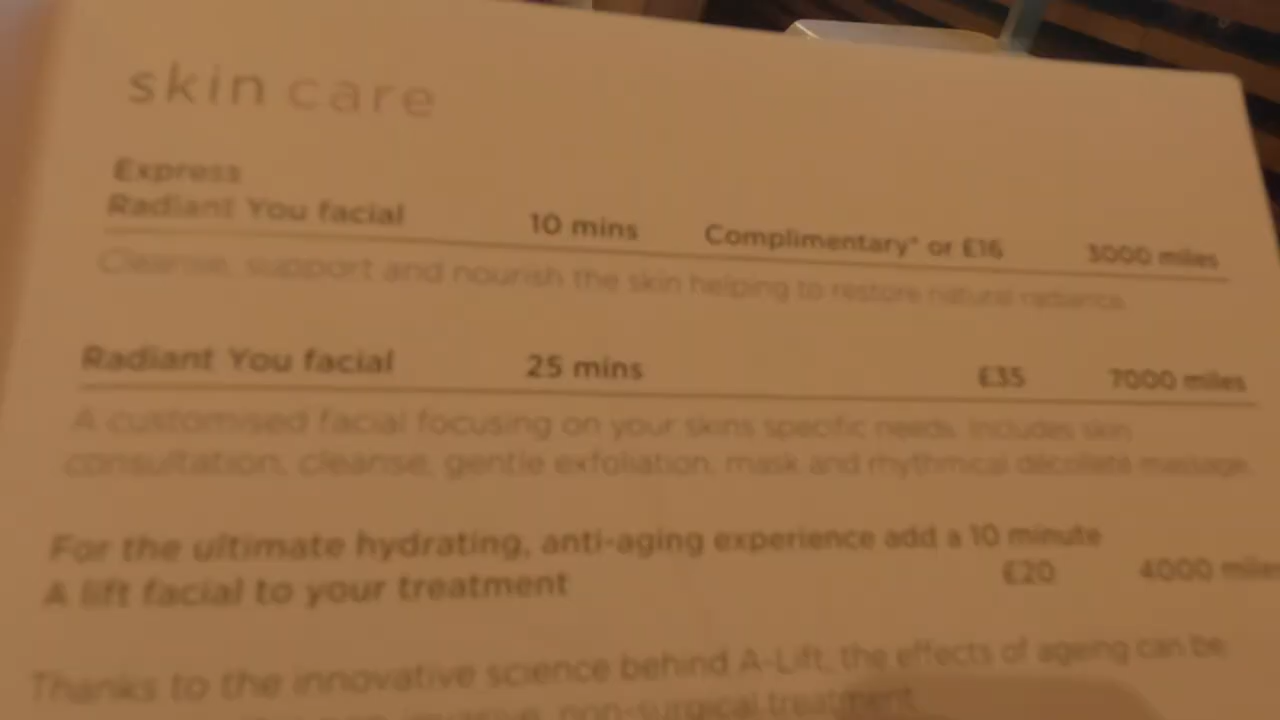 skin care
Express
Radiant You facial 10 mins Complimentary* or £16 3000 miles
Cleanse, support and nourish the skin helping to restore natural radiance.
Radiant You facial 25 mins £35 7000 miles
A customised facial focusing on your skins specific needs. Includes skin
consultation, cleanse, gentle exfoliation, mask and rhythmical décolleté massage.
For the ultimate hydrating, anti-aging experience add a 10 minute
A lift facial to your treatment £20 4000 miles
Thanks to the innovative science behind A-Lift, the effects of ageing can be
non-surgical treatment